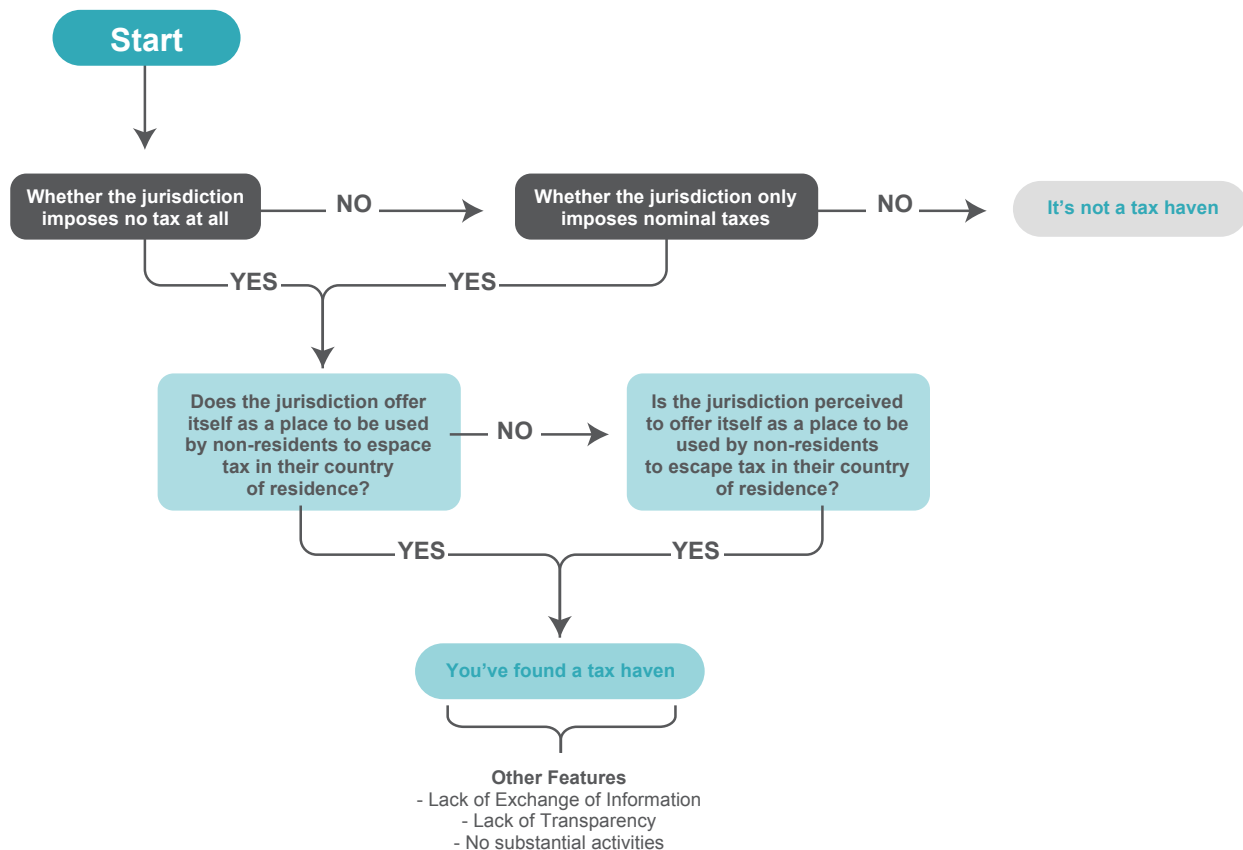 Start
Whether the jurisdiction
imposes no tax at all
NO
Whether the jurisdiction only
imposes nominal taxes
NO
It's not a tax haven
YES
YES
Does the jurisdiction offer
itself as a place to be used
by non-residents to espace
tax in their country
of residence?
NO
Is the jurisdiction perceived
to offer itself as a place to be
used by non-residents
to escape tax in their country
of residence?
YES
YES
You've found a tax haven
Other Features
- Lack of Exchange of Information
- Lack of Transparency
- No substantial activities